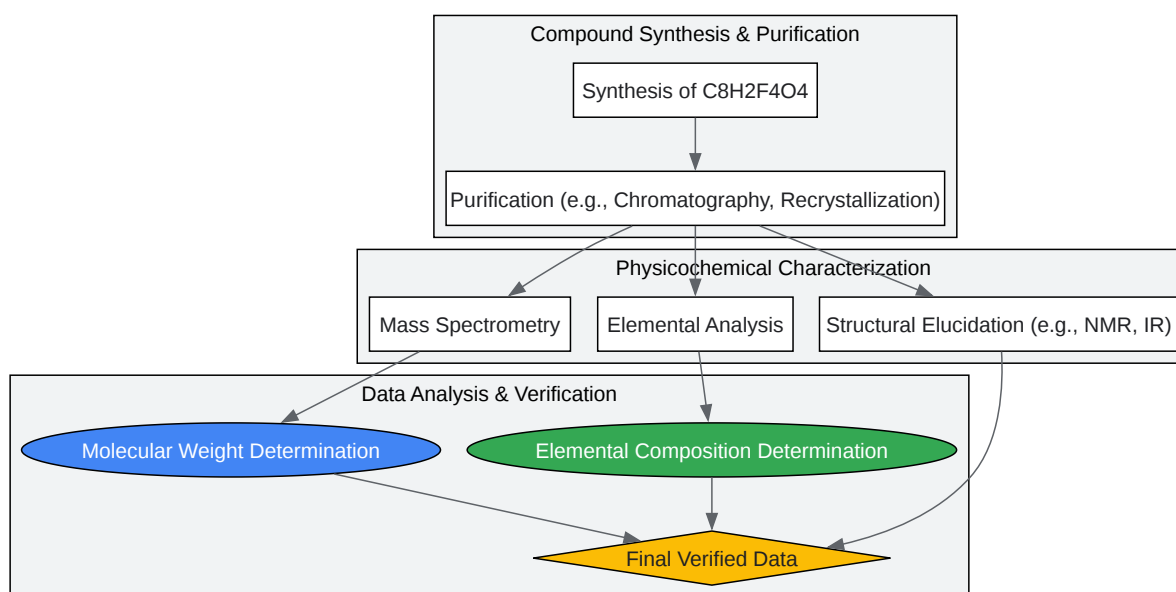 Compound Synthesis & Purification
Synthesis of C8H2F4O4
Purification (e.g., Chromatography, Recrystallization)
Physicochemical Characterization
Mass Spectrometry
Elemental Analysis
Structural Elucidation (e.g., NMR, IR)
Data Analysis & Verification
Molecular Weight Determination
Elemental Composition Determination
Final Verified Data